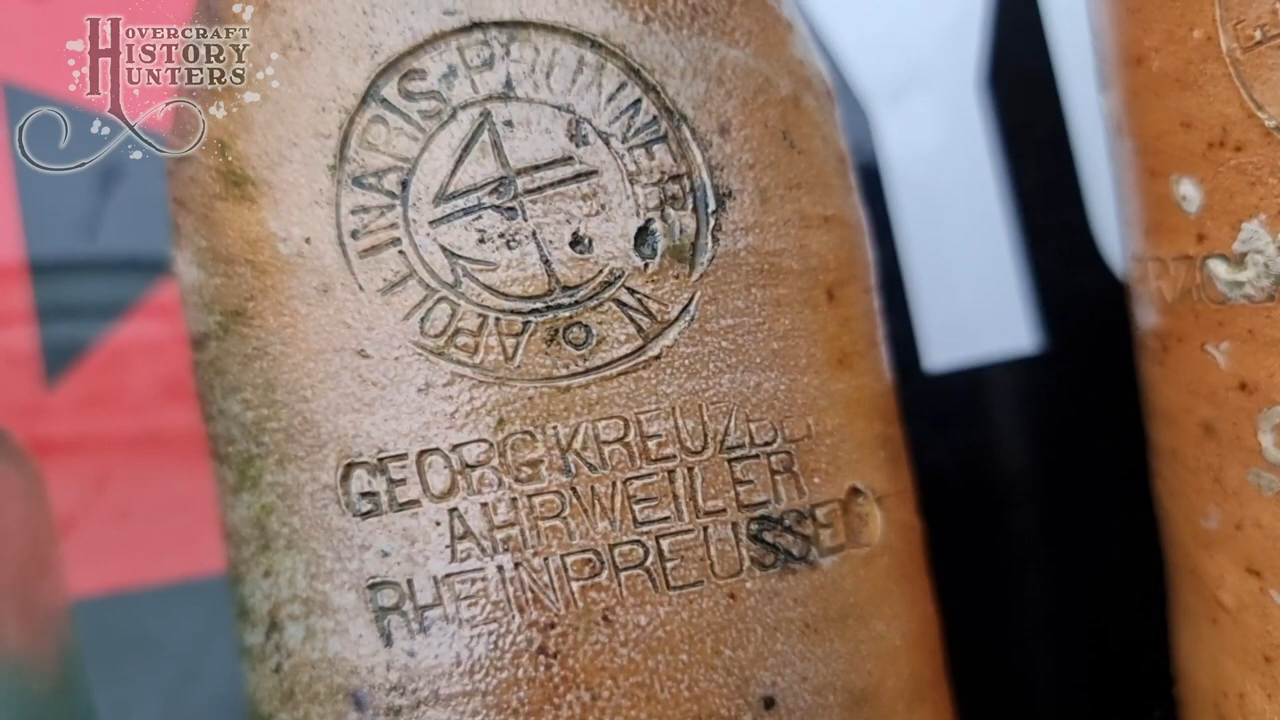 HOVERCRAFT
HISTORY
HUNTERS
APOLLINARIS-BRUNNEN
GEORG KREUZBE
AHRWEILER
RHEINPREUSSEN